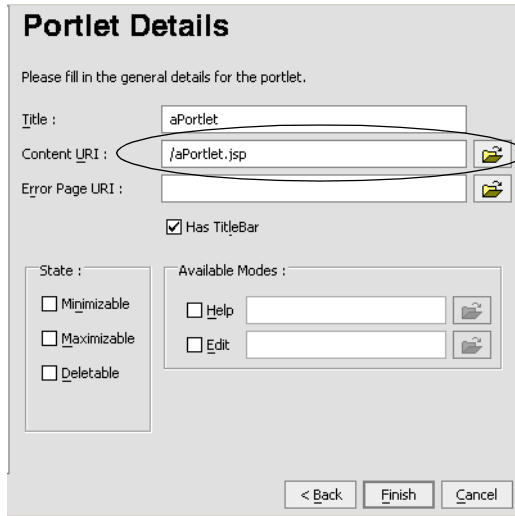 Portlet Details
Please fill in the general details for the portlet.
Title : aPortlet
Content URI : /aPortlet.jsp
Error Page URI :
Has TitleBar
State :
Minimizable
Maximizable
Deletable
Available Modes :
Help
Edit
< Back Finish Cancel